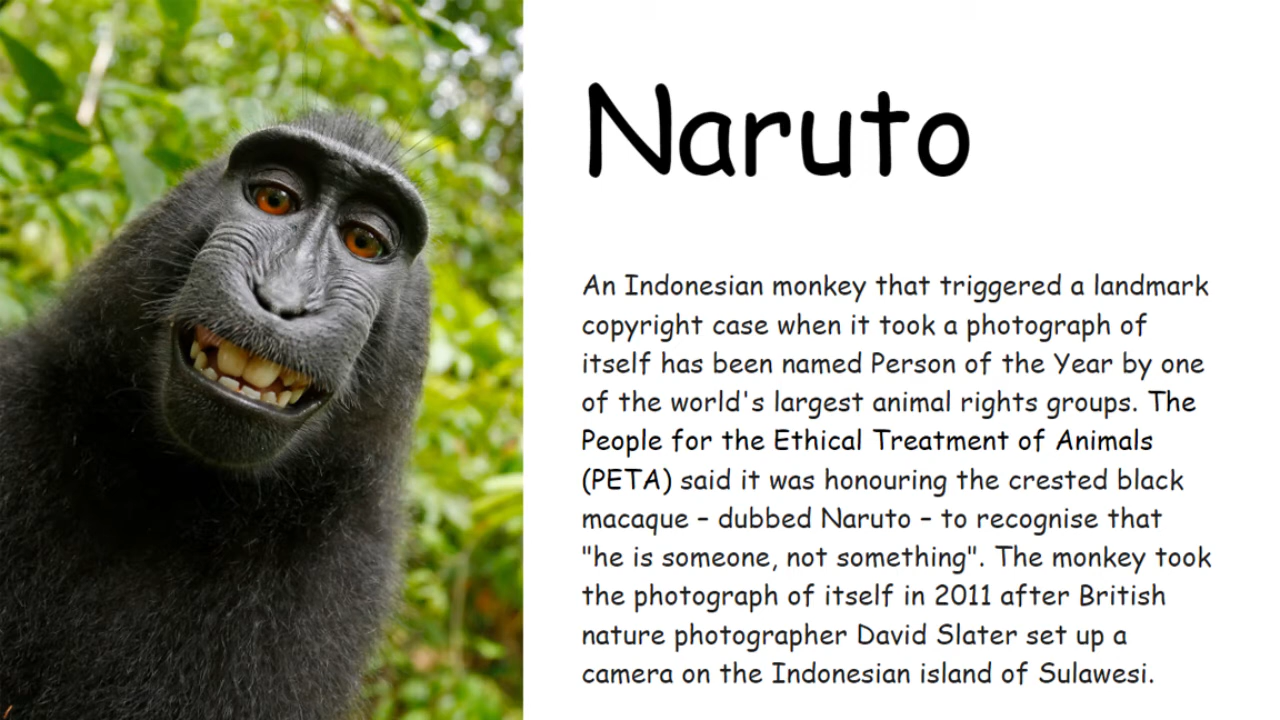 Naruto
An Indonesian monkey that triggered a landmark
copyright case when it took a photograph of
itself has been named Person of the Year by one
of the world's largest animal rights groups. The
People for the Ethical Treatment of Animals
(PETA) said it was honouring the crested black
macaque – dubbed Naruto – to recognise that
"he is someone, not something". The monkey took
the photograph of itself in 2011 after British
nature photographer David Slater set up a
camera on the Indonesian island of Sulawesi.